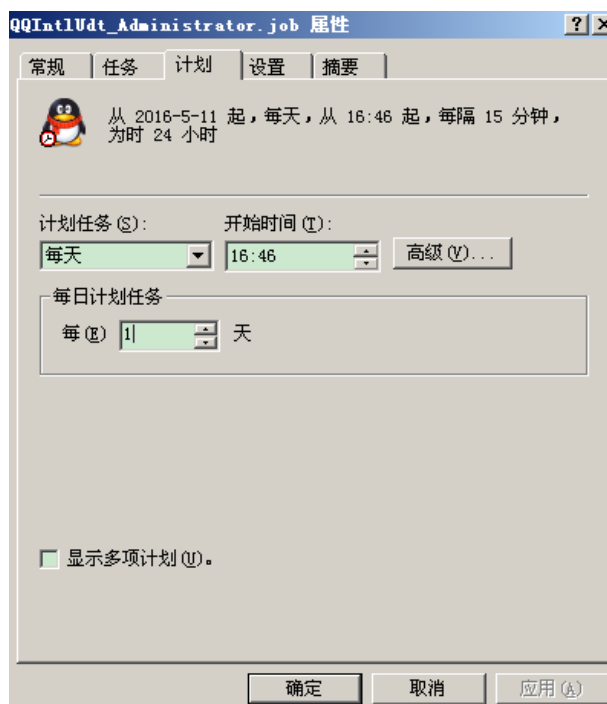 QQIntlUdt_Administrator.job 属性
常规 任务 计划 设置 摘要
从 2016-5-11 起，每天，从 16:46 起，每隔 15 分钟，
为时 24 小时
计划任务(S): 开始时间(T):
每天 16:46 高级(V)...
每日计划任务
每(E) 1 天
显示多项计划(U)。
确定 取消 应用(A)